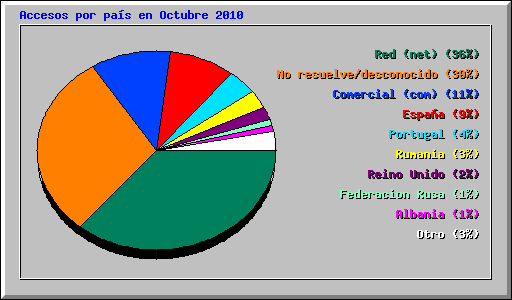 Accesos por país en Octubre 2010
Red (net) (36%)
No resuelve/desconocido (30%)
Comercial (com) (11%)
España (9%)
Portugal (4%)
Rumania (3%)
Reino Unido (2%)
Federacion Rusa (1%)
Albania (1%)
Otro (3%)